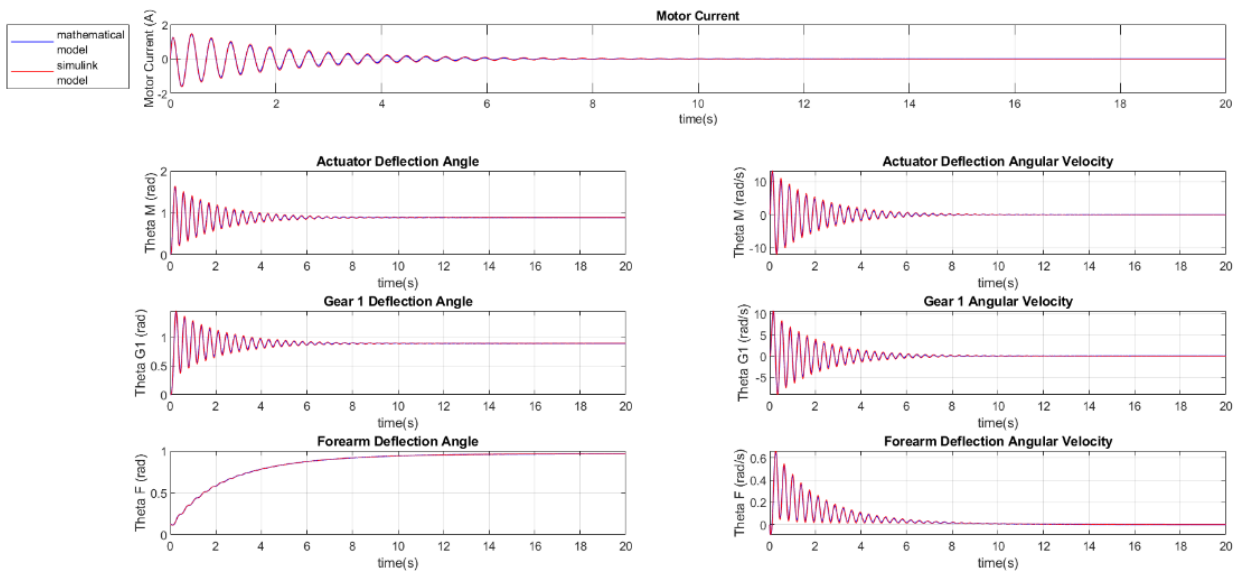 mathematical
model
simulink
model
Motor Current
Motor Current (A)
2
0
-2
0 2 4 6 8 10 12 14 16 18 20
time(s)
Actuator Deflection Angle
Theta M (rad)
2
1
0
0 2 4 6 8 10 12 14 16 18 20
time(s)
Actuator Deflection Angular Velocity
Theta M (rad/s)
10
0
-10
0 2 4 6 8 10 12 14 16 18 20
time(s)
Gear 1 Deflection Angle
Theta G1 (rad)
1
0.5
0
0 2 4 6 8 10 12 14 16 18 20
time(s)
Gear 1 Angular Velocity
Theta G1 (rad/s)
10
5
0
-5
0 2 4 6 8 10 12 14 16 18 20
time(s)
Forearm Deflection Angle
Theta F (rad)
1
0.5
0
0 2 4 6 8 10 12 14 16 18 20
time(s)
Forearm Deflection Angular Velocity
Theta F (rad/s)
0.6
0.4
0.2
0
0 2 4 6 8 10 12 14 16 18 20
time(s)